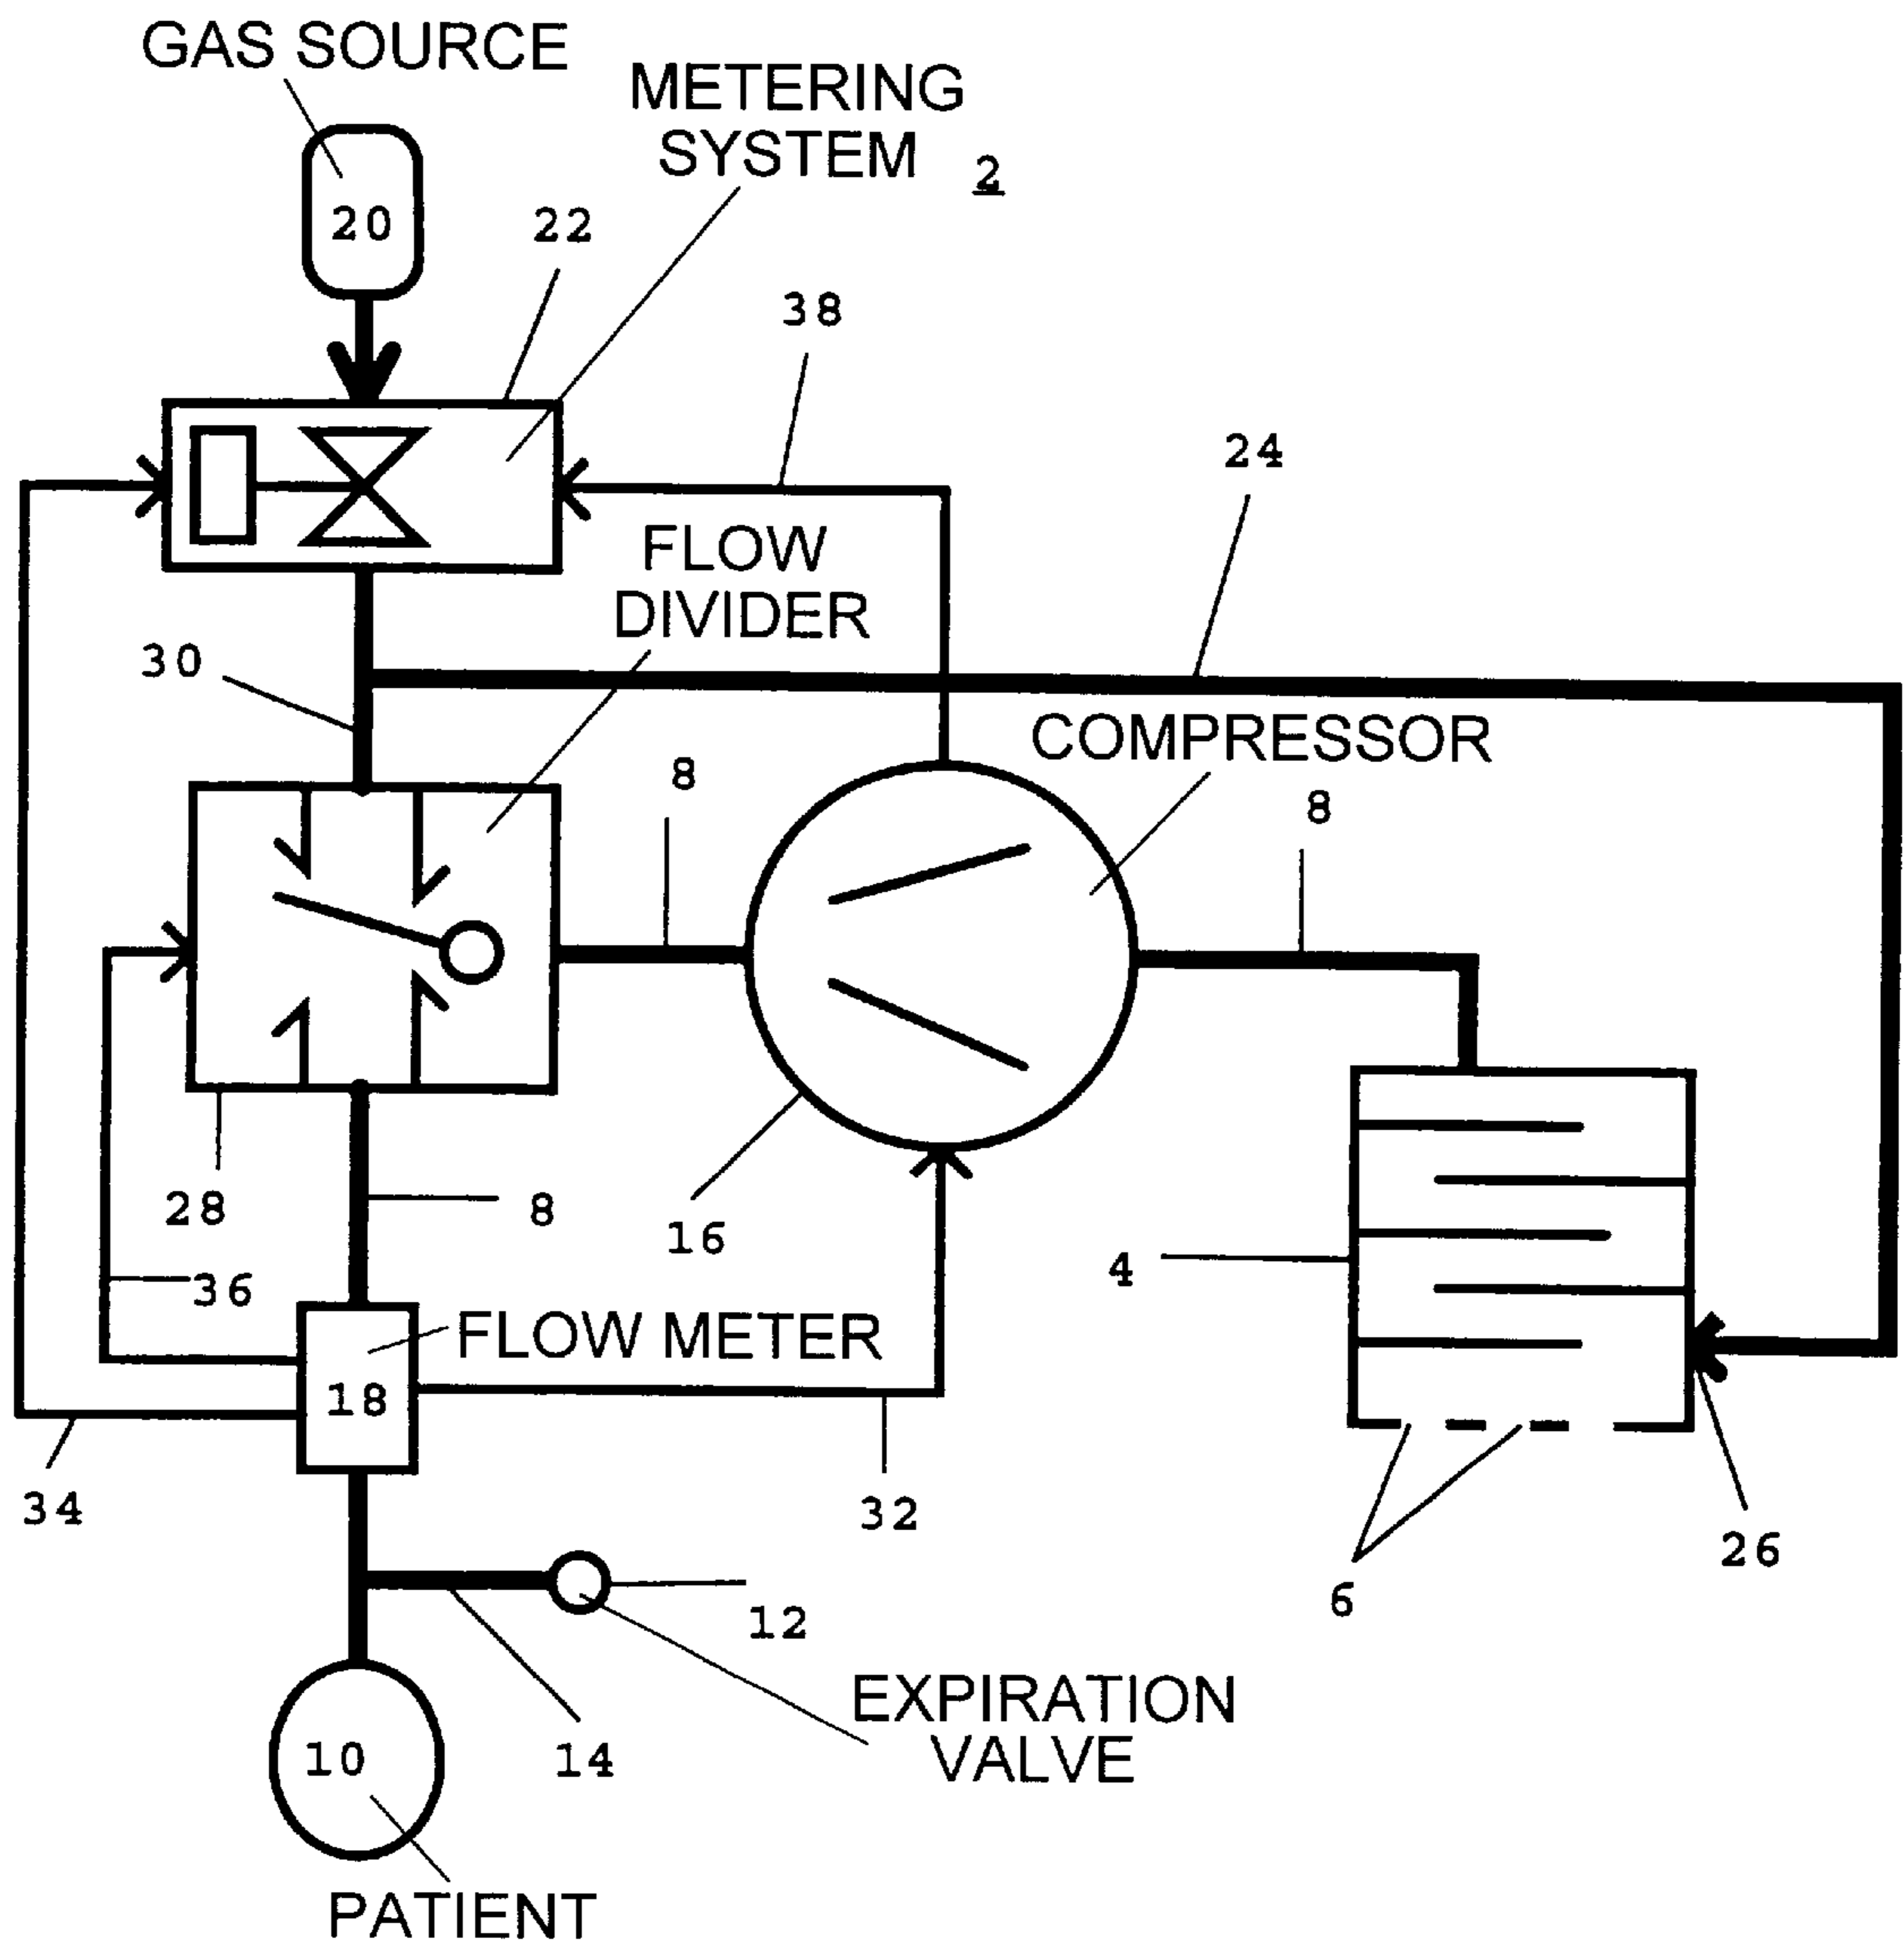 GAS SOURCE
METERING
SYSTEM
2
20
22
38
24
FLOW
DIVIDER
30
COMPRESSOR
8
8
28
8
16
4
36
FLOW METER
18
34
32
26
6
12
14
EXPIRATION
VALVE
10
PATIENT